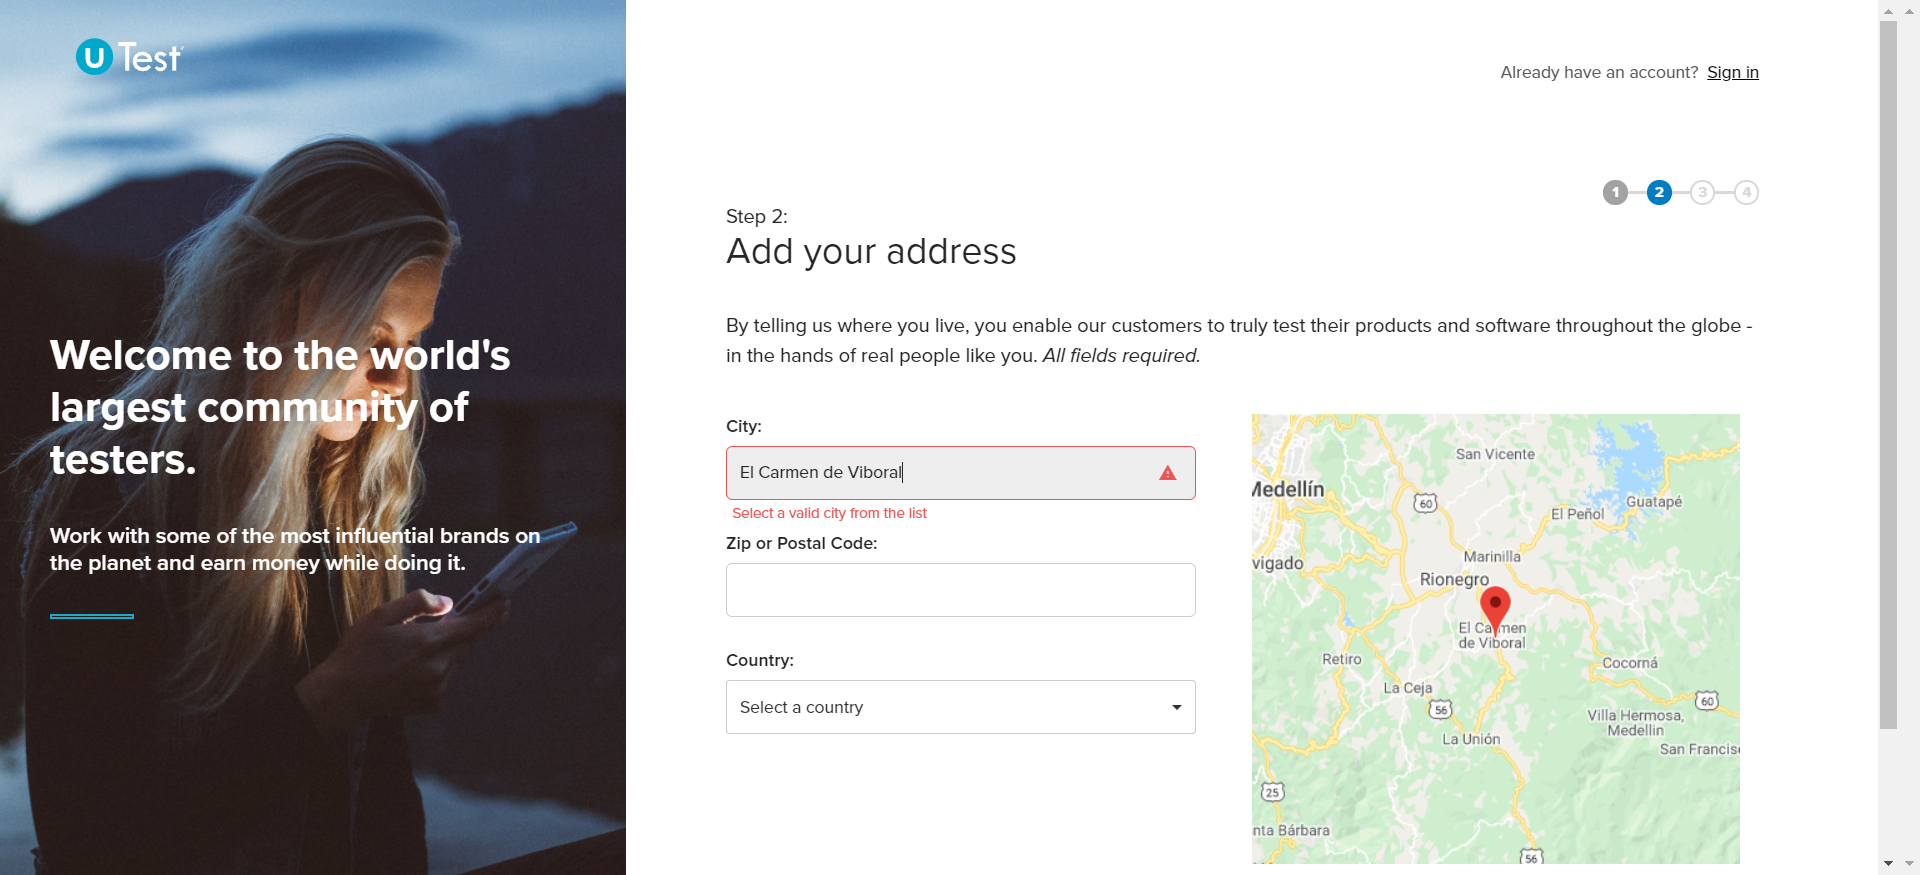 U Test
Welcome to the world's
largest community of
testers.
Work with some of the most influential brands on
the planet and earn money while doing it.
Already have an account? Sign in
1 2 3 4
Step 2:
Add your address
By telling us where you live, you enable our customers to truly test their products and software throughout the globe -
in the hands of real people like you. All fields required.
City:
El Carmen de Viboral
Select a valid city from the list
Zip or Postal Code:
Country:
Select a country
San Vicente
Medellín
60
Guatapé
El Peñol
Marinilla
vigado
Rionegro
El Carmen
de Viboral
Retiro
Cocorná
La Ceja
60
56
Villa Hermosa,
Medellin
La Unión
San Francis
25
nta Bárbara
56